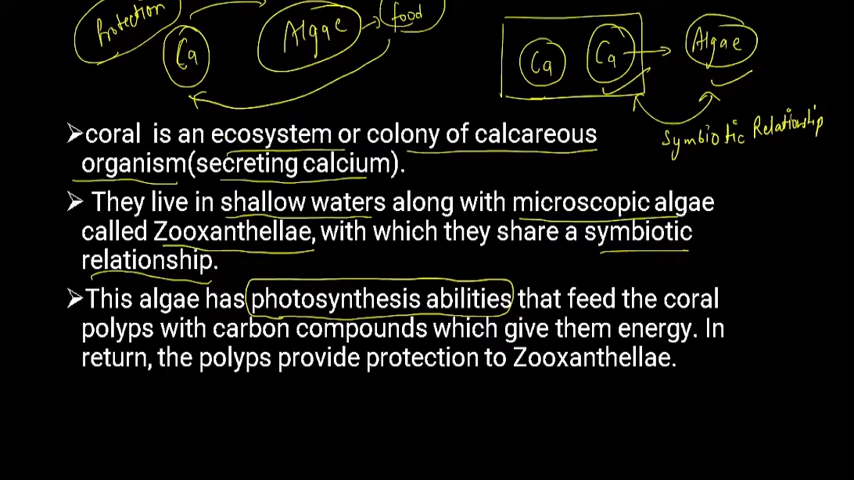 Protection
Ca
Algae
food
Ca
Ca
Algae
Symbiotic Relationship
➢coral is an ecosystem or colony of calcareous
organism(secreting calcium).
➢ They live in shallow waters along with microscopic algae
called Zooxanthellae, with which they share a symbiotic
relationship.
➢This algae has photosynthesis abilities that feed the coral
polyps with carbon compounds which give them energy. In
return, the polyps provide protection to Zooxanthellae.